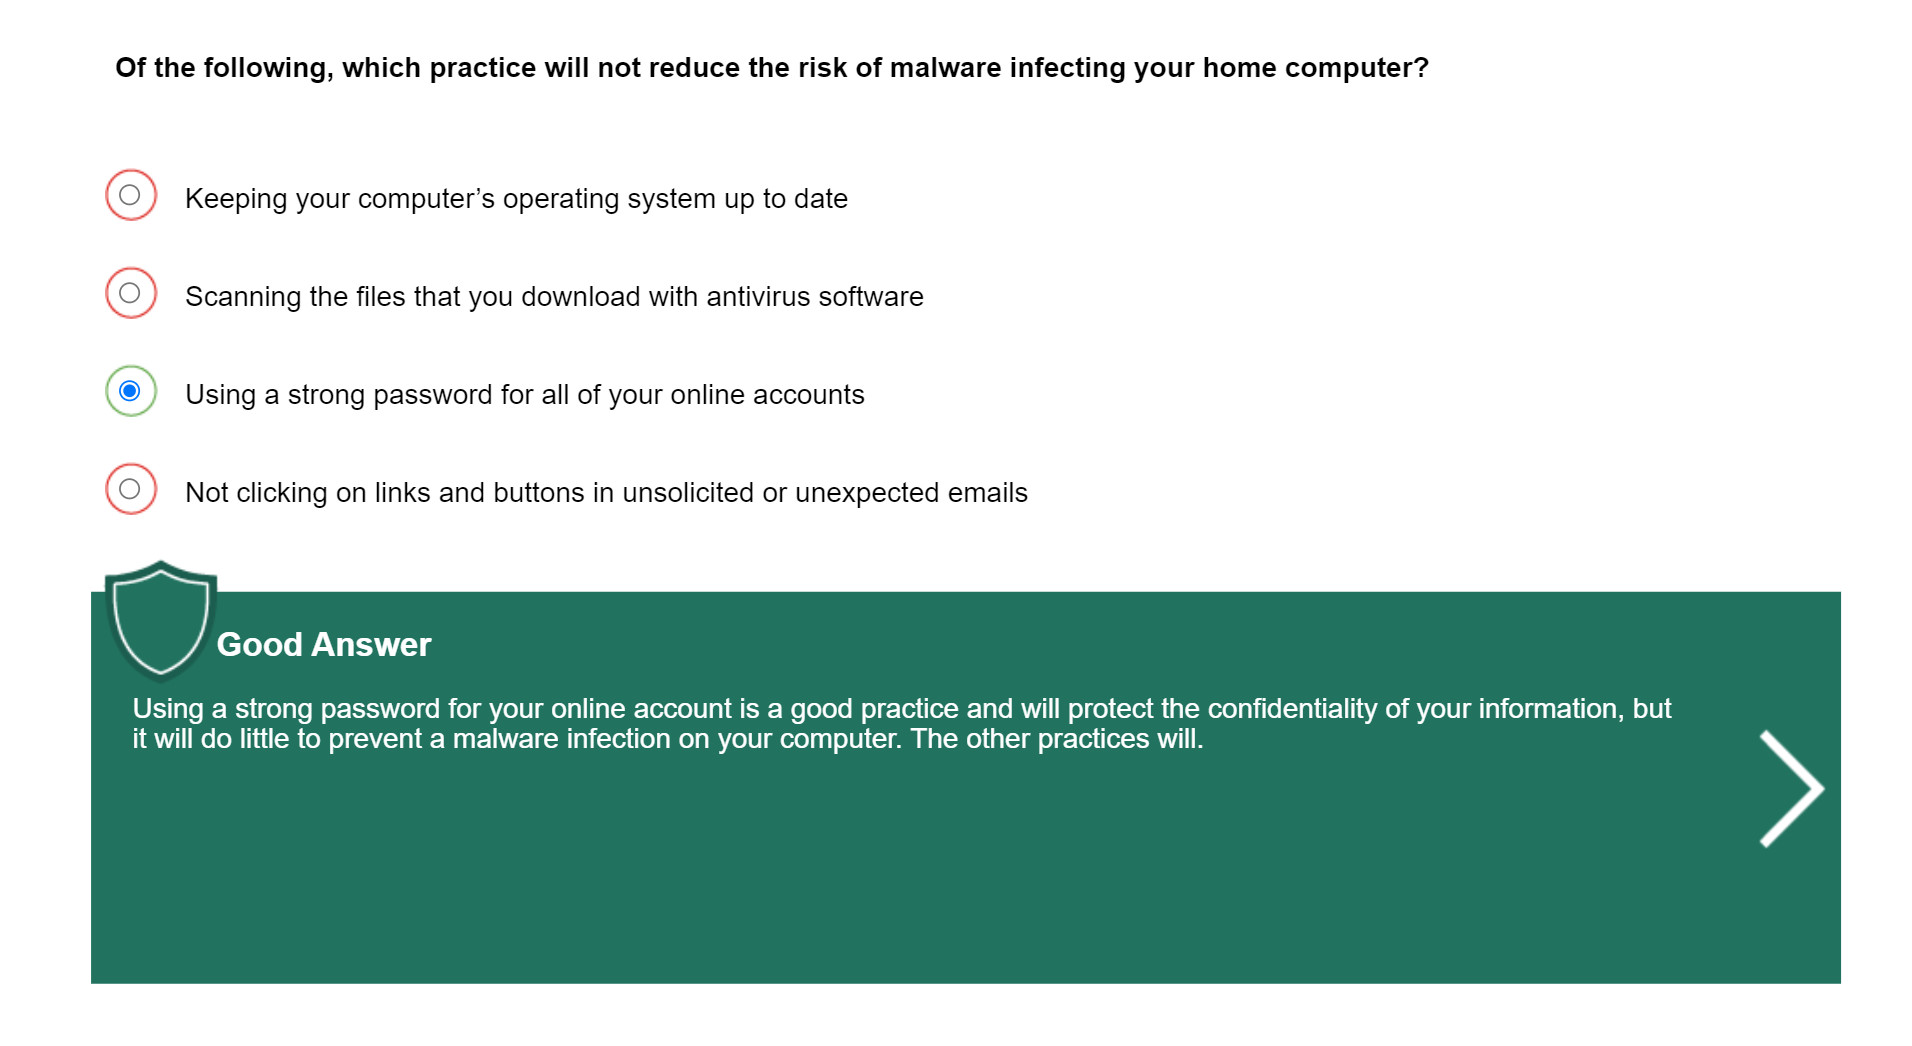 Of the following, which practice will not reduce the risk of malware infecting your home computer?
Keeping your computer’s operating system up to date
Scanning the files that you download with antivirus software
Using a strong password for all of your online accounts
Not clicking on links and buttons in unsolicited or unexpected emails
Good Answer
Using a strong password for your online account is a good practice and will protect the confidentiality of your information, but
it will do little to prevent a malware infection on your computer. The other practices will.